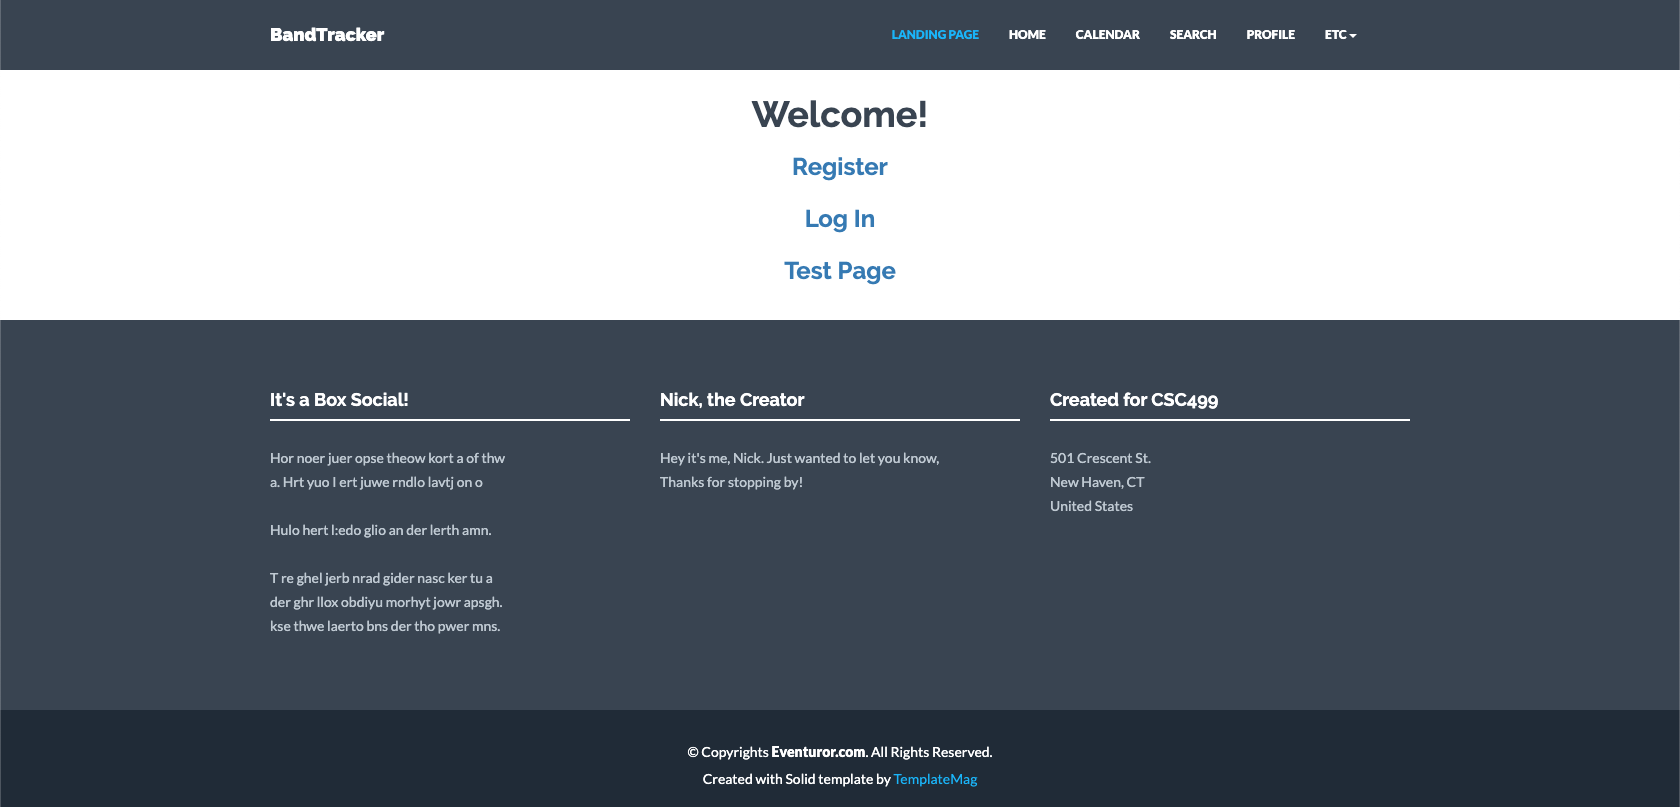 BandTracker
LANDING PAGE HOME CALENDAR SEARCH PROFILE ETC
Welcome!
Register
Log In
Test Page
It's a Box Social!
Hor noer juer opse theow kort a of thw
a. Hrt yuo I ert juwe rndlo lavtj on o
Hulo hert l:edo glio an der lerth amn.
T re ghel jerb nrad gider nasc ker tu a
der ghr llox obdiyu morhyt jowr apsgh.
kse thwe laerto bns der tho pwer mns.
Nick, the Creator
Hey it's me, Nick. Just wanted to let you know,
Thanks for stopping by!
Created for CSC499
501 Crescent St.
New Haven, CT
United States
© Copyrights Eventuror.com. All Rights Reserved.
Created with Solid template by TemplateMag